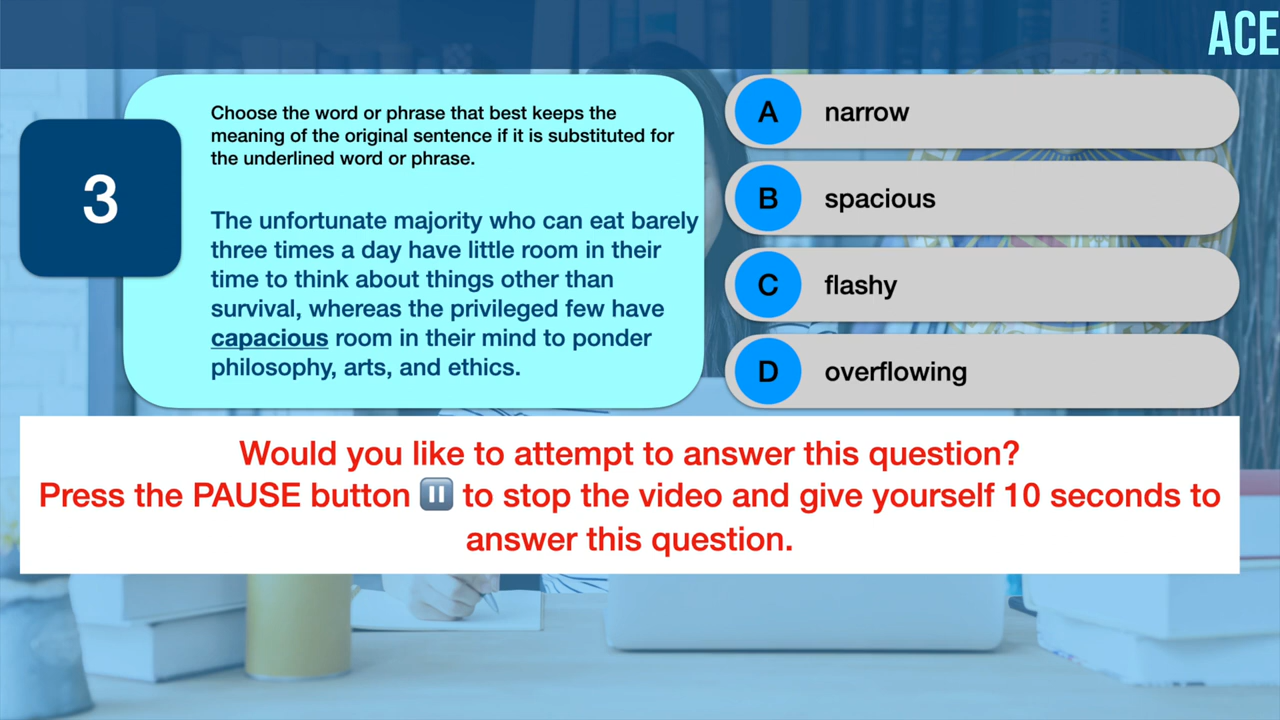 ACE
3
Choose the word or phrase that best keeps the
meaning of the original sentence if it is substituted for
the underlined word or phrase.
The unfortunate majority who can eat barely
three times a day have little room in their
time to think about things other than
survival, whereas the privileged few have
capacious room in their mind to ponder
philosophy, arts, and ethics.
A narrow
B spacious
C flashy
D overflowing
Would you like to attempt to answer this question?
Press the PAUSE button ⏸️ to stop the video and give yourself 10 seconds to
answer this question.